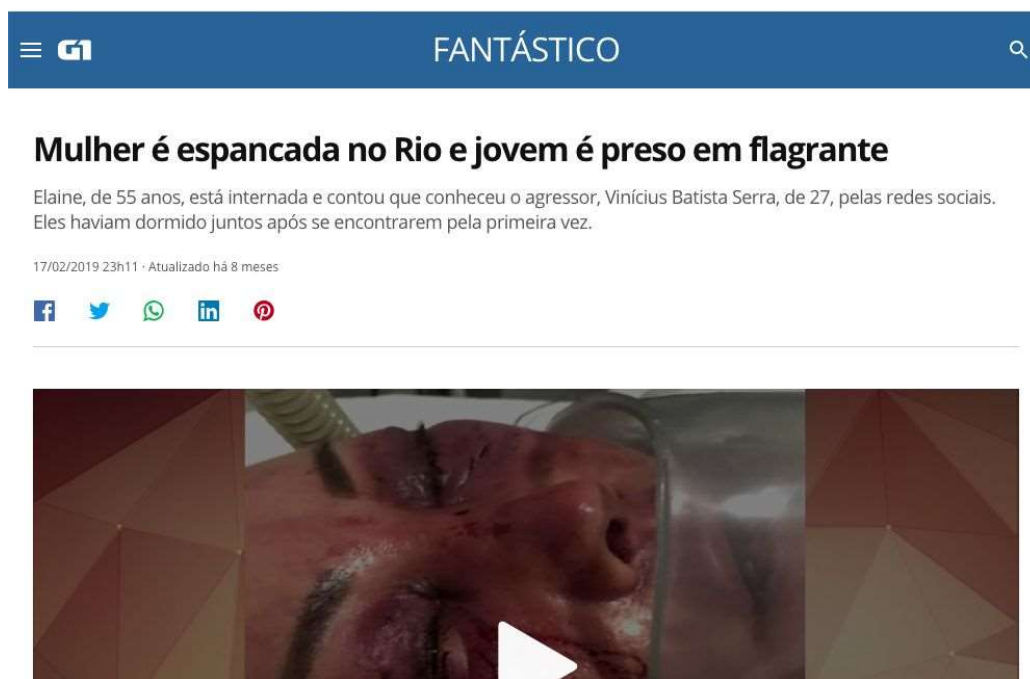 G1
FANTÁSTICO
Mulher é espancada no Rio e jovem é preso em flagrante
Elaine, de 55 anos, está internada e contou que conheceu o agressor, Vinícius Batista Serra, de 27, pelas redes sociais.
Eles haviam dormido juntos após se encontrarem pela primeira vez.
17/02/2019 23h11 · Atualizado há 8 meses